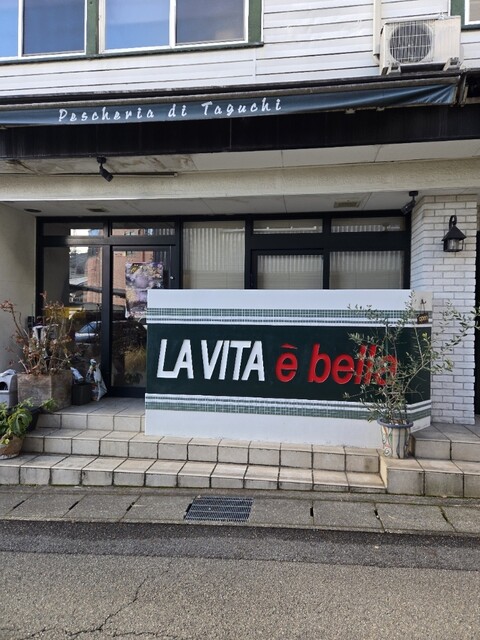 Pescheria di Taguchi
LA VITA è bella